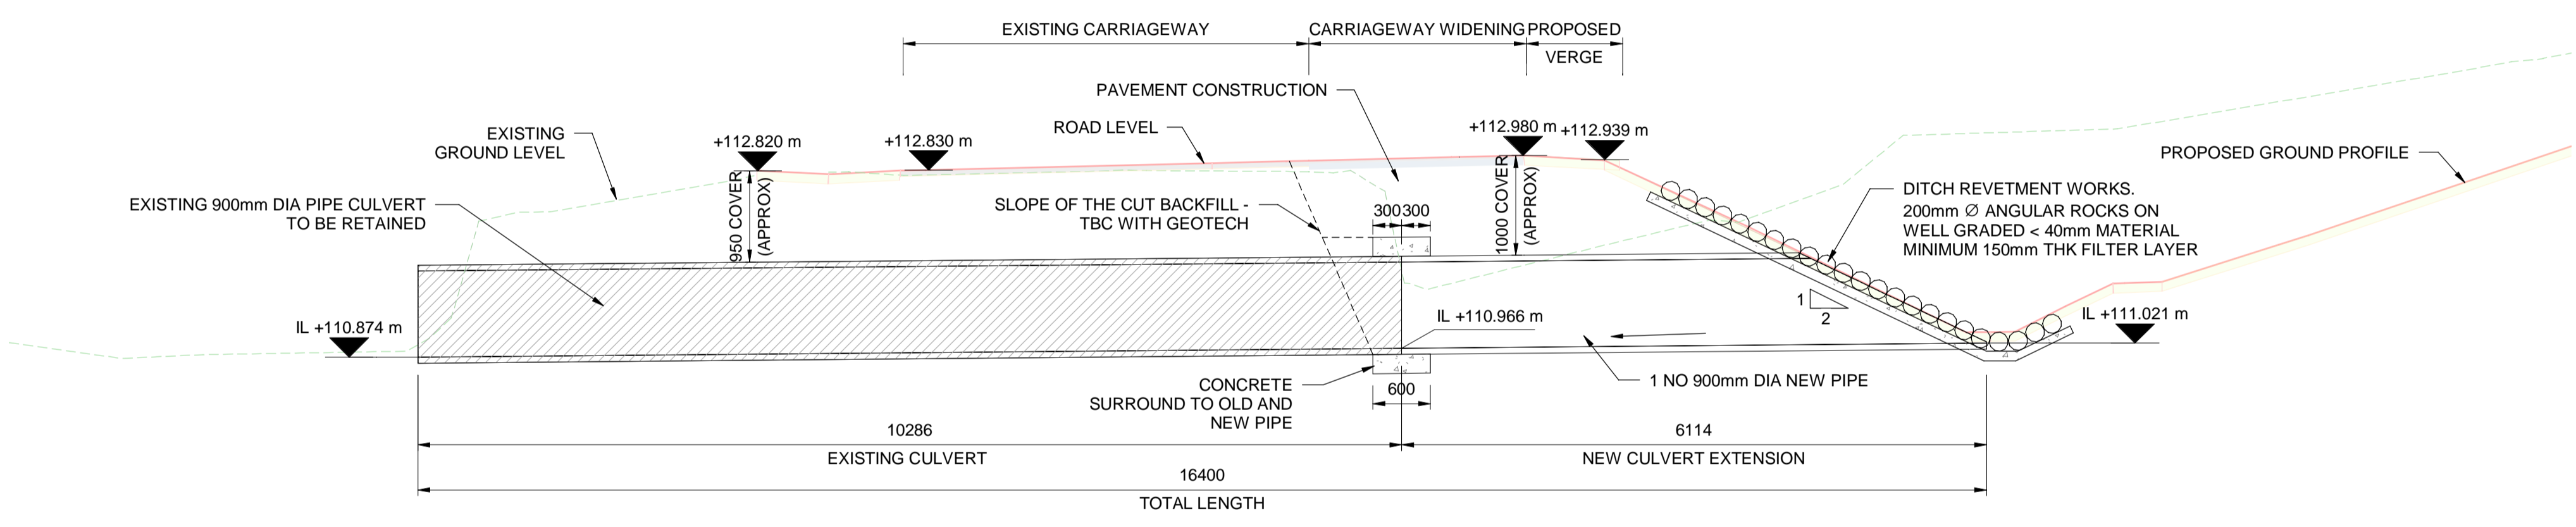 EXISTING CARRIAGEWAY
CARRIAGEWAY WIDENING
PROPOSED
VERGE
PAVEMENT CONSTRUCTION
EXISTING
GROUND LEVEL
ROAD LEVEL
+112.820 m
+112.830 m
+112.980 m
+112.939 m
PROPOSED GROUND PROFILE
EXISTING 900mm DIA PIPE CULVERT
TO BE RETAINED
950 COVER
(APPROX)
SLOPE OF THE CUT BACKFILL -
TBC WITH GEOTECH
300
300
1000 COVER
(APPROX)
DITCH REVETMENT WORKS.
200mm Ø ANGULAR ROCKS ON
WELL GRADED < 40mm MATERIAL
MINIMUM 150mm THK FILTER LAYER
1
2
IL +110.874 m
IL +110.966 m
IL +111.021 m
CONCRETE
SURROUND TO OLD AND
NEW PIPE
600
1 NO 900mm DIA NEW PIPE
10286
EXISTING CULVERT
6114
NEW CULVERT EXTENSION
16400
TOTAL LENGTH